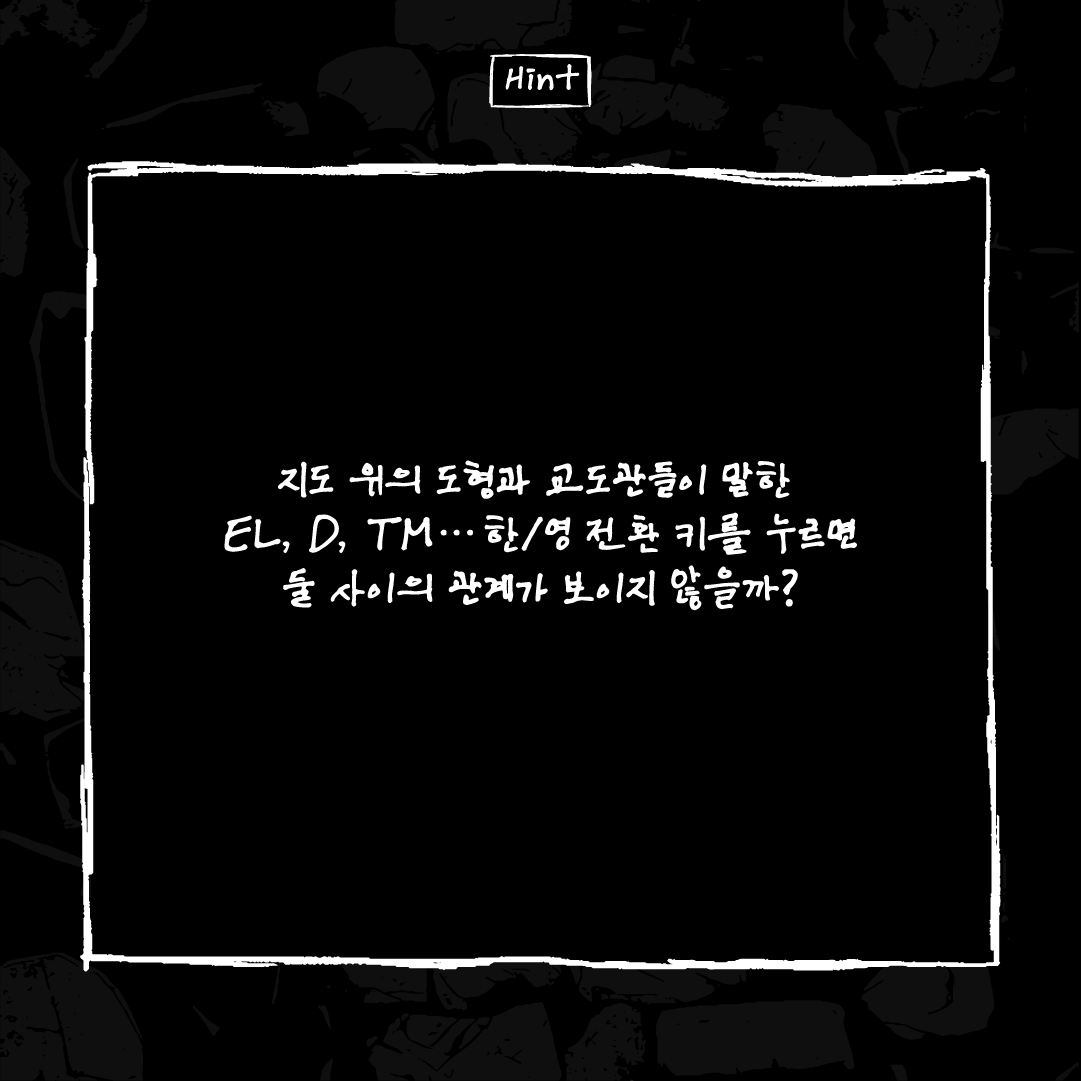 Hint
지도 위의 도형과 교도관들이 말한
EL, D, TM… 한/영 전환 키를 누르면
둘 사이의 관계가 보이지 않을까?